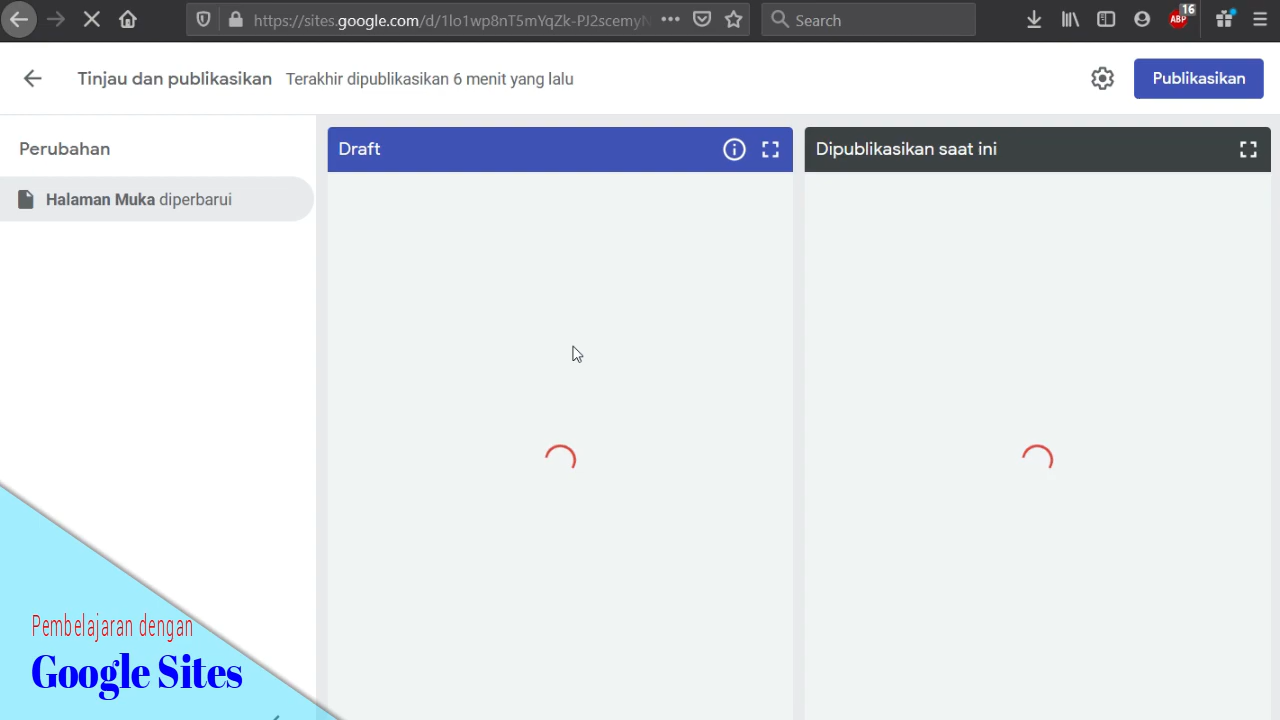 https://sites.google.com/d/1lo1wp8nT5mYqZk-PJ2scemyN
Search
ABP
16
Tinjau dan publikasikan Terakhir dipublikasikan 6 menit yang lalu
Publikasikan
Perubahan
Draft
Dipublikasikan saat ini
Halaman Muka diperbarui
Pembelajaran dengan
Google Sites